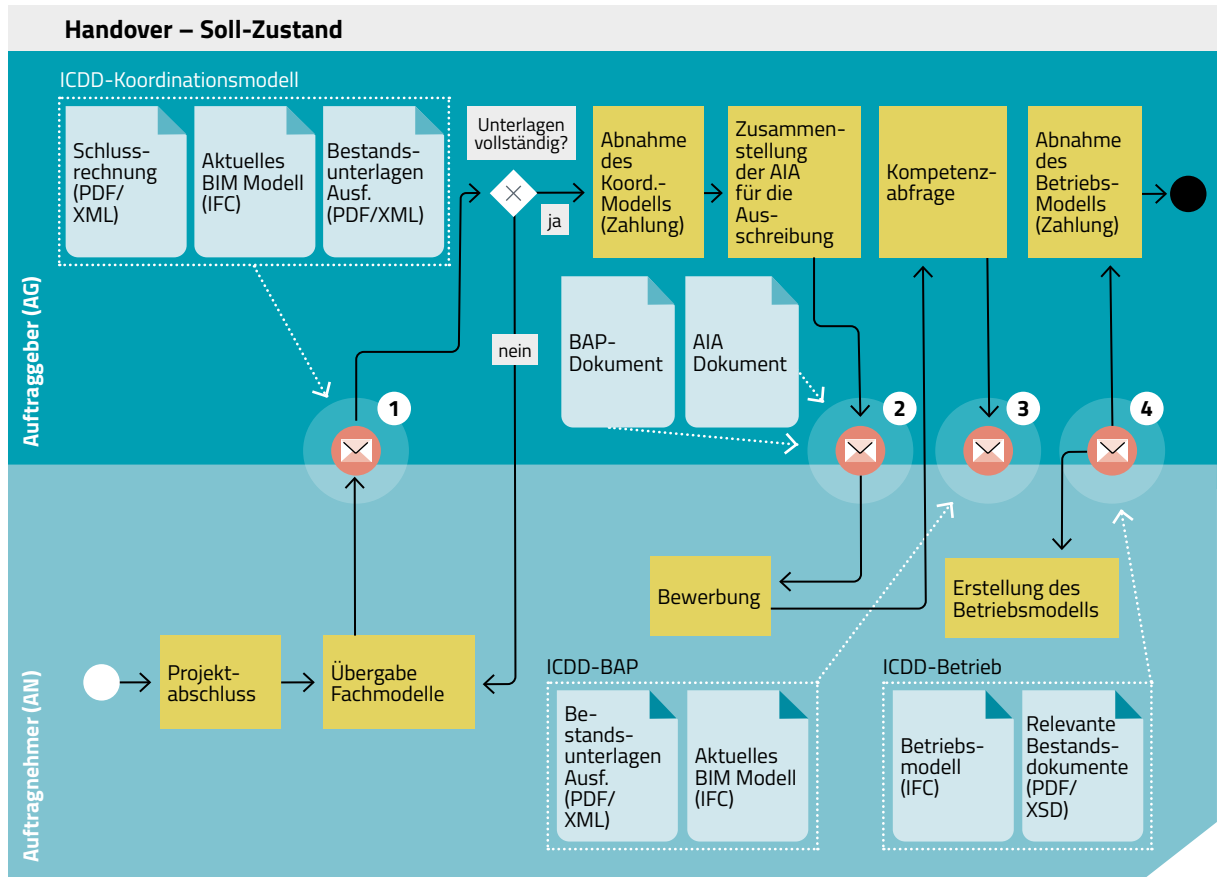 Handover – Soll-Zustand
ICDD-Koordinationsmodell
Schluss-
rechnung
(PDF/
XML)
Aktuelles
BIM Modell
(IFC)
Bestands-
unterlagen
Ausf.
(PDF/XML)
Unterlagen
vollständig?
ja
nein
Abnahme
des
Koord.-
Modells
(Zahlung)
Zusammen-
stellung
der AIA
für die
Aus-
schreibung
Kompetenz-
abfrage
Abnahme
des
Betriebs-
Modells
(Zahlung)
BAP-
Dokument
AIA
Dokument
Auftraggeber (AG)
1
2
3
4
Bewerbung
Erstellung des
Betriebsmodells
Projekt-
abschluss
Übergabe
Fachmodelle
ICDD-BAP
Be-
stands-
unterlagen
Ausf.
(PDF/
XML)
Aktuelles
BIM Modell
(IFC)
ICDD-Betrieb
Betriebs-
modell
(IFC)
Relevante
Bestands-
dokumente
(PDF/
XSD)
Auftragnehmer (AN)